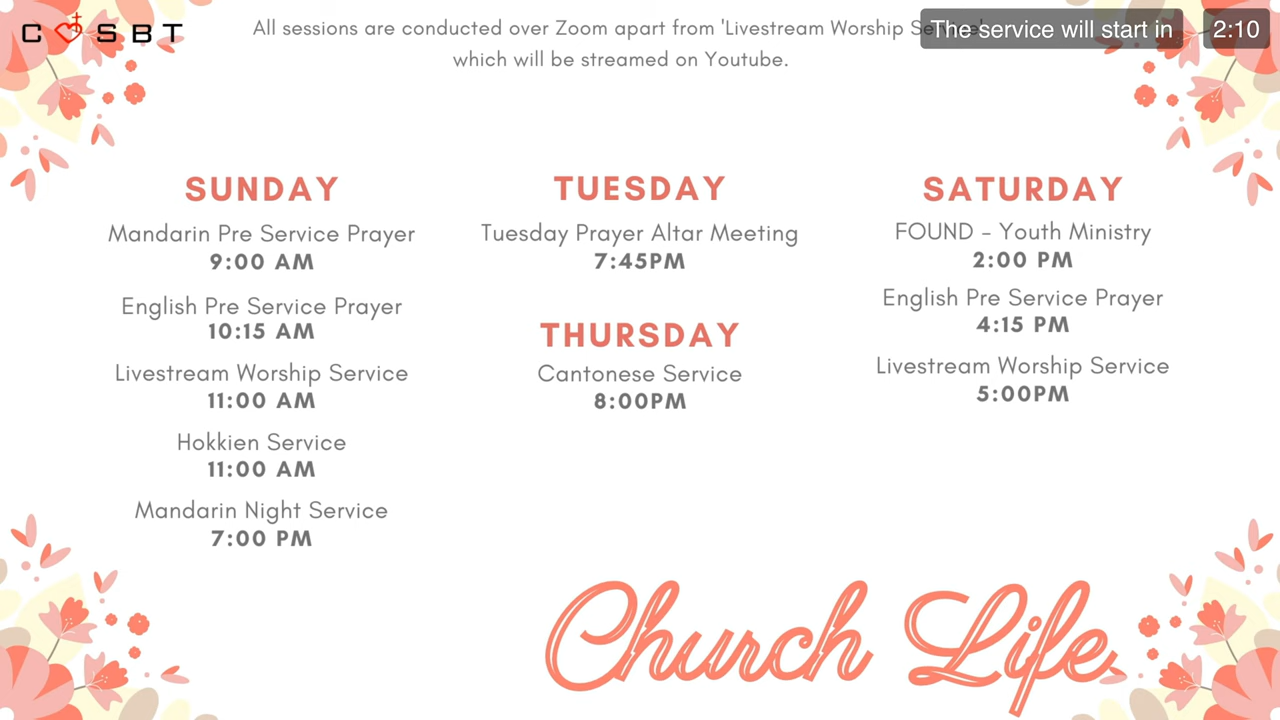 COSBT
All sessions are conducted over Zoom apart from 'Livestream Worship
which will be streamed on Youtube.
The service will start in 2:10
SUNDAY
Mandarin Pre Service Prayer
9:00 AM
English Pre Service Prayer
10:15 AM
Livestream Worship Service
11:00 AM
Hokkien Service
11:00 AM
Mandarin Night Service
7:00 PM
TUESDAY
Tuesday Prayer Altar Meeting
7:45PM
THURSDAY
Cantonese Service
8:00PM
SATURDAY
FOUND - Youth Ministry
2:00 PM
English Pre Service Prayer
4:15 PM
Livestream Worship Service
5:00PM
Church Life